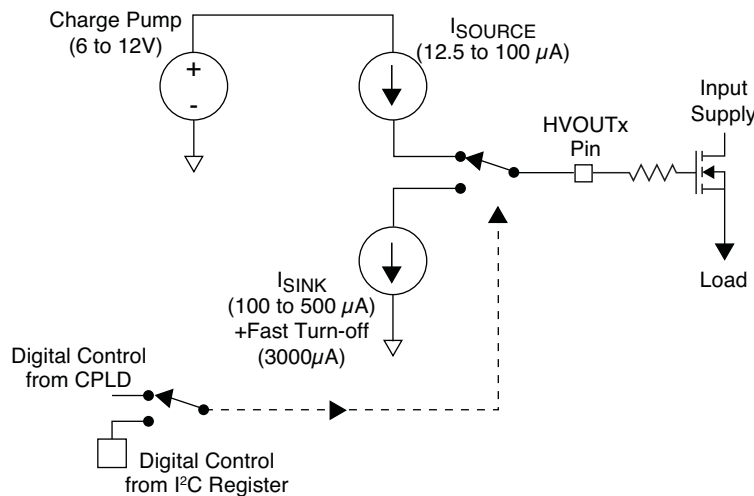 Charge Pump
(6 to 12V)
+
-
ISOURCE
(12.5 to 100 µA)
Input
Supply
HVOUTx
Pin
Load
ISINK
(100 to 500 µA)
+Fast Turn-off
(3000µA)
Digital Control
from CPLD
Digital Control
from I²C Register